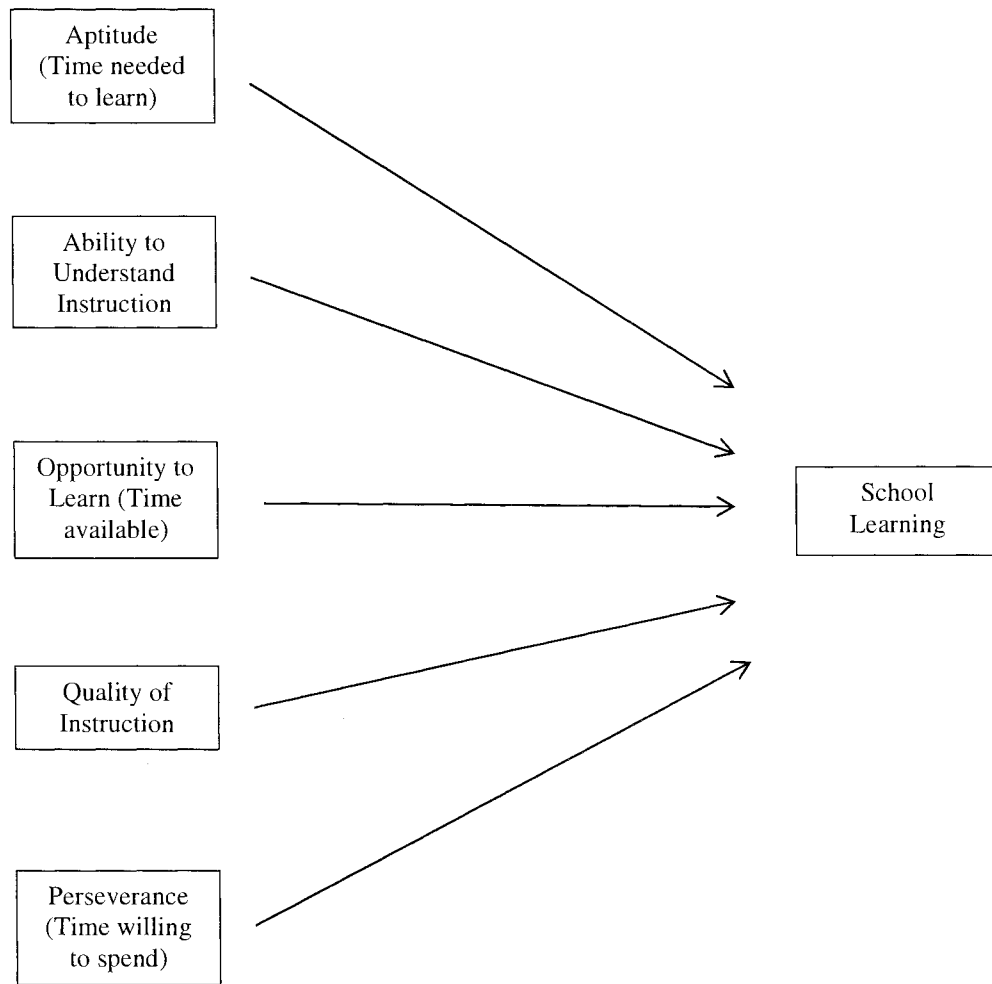 Aptitude
(Time needed
to learn)
Ability to
Understand
Instruction
Opportunity to
Learn (Time
available)
School
Learning
Quality of
Instruction
Perseverance
(Time willing
to spend)